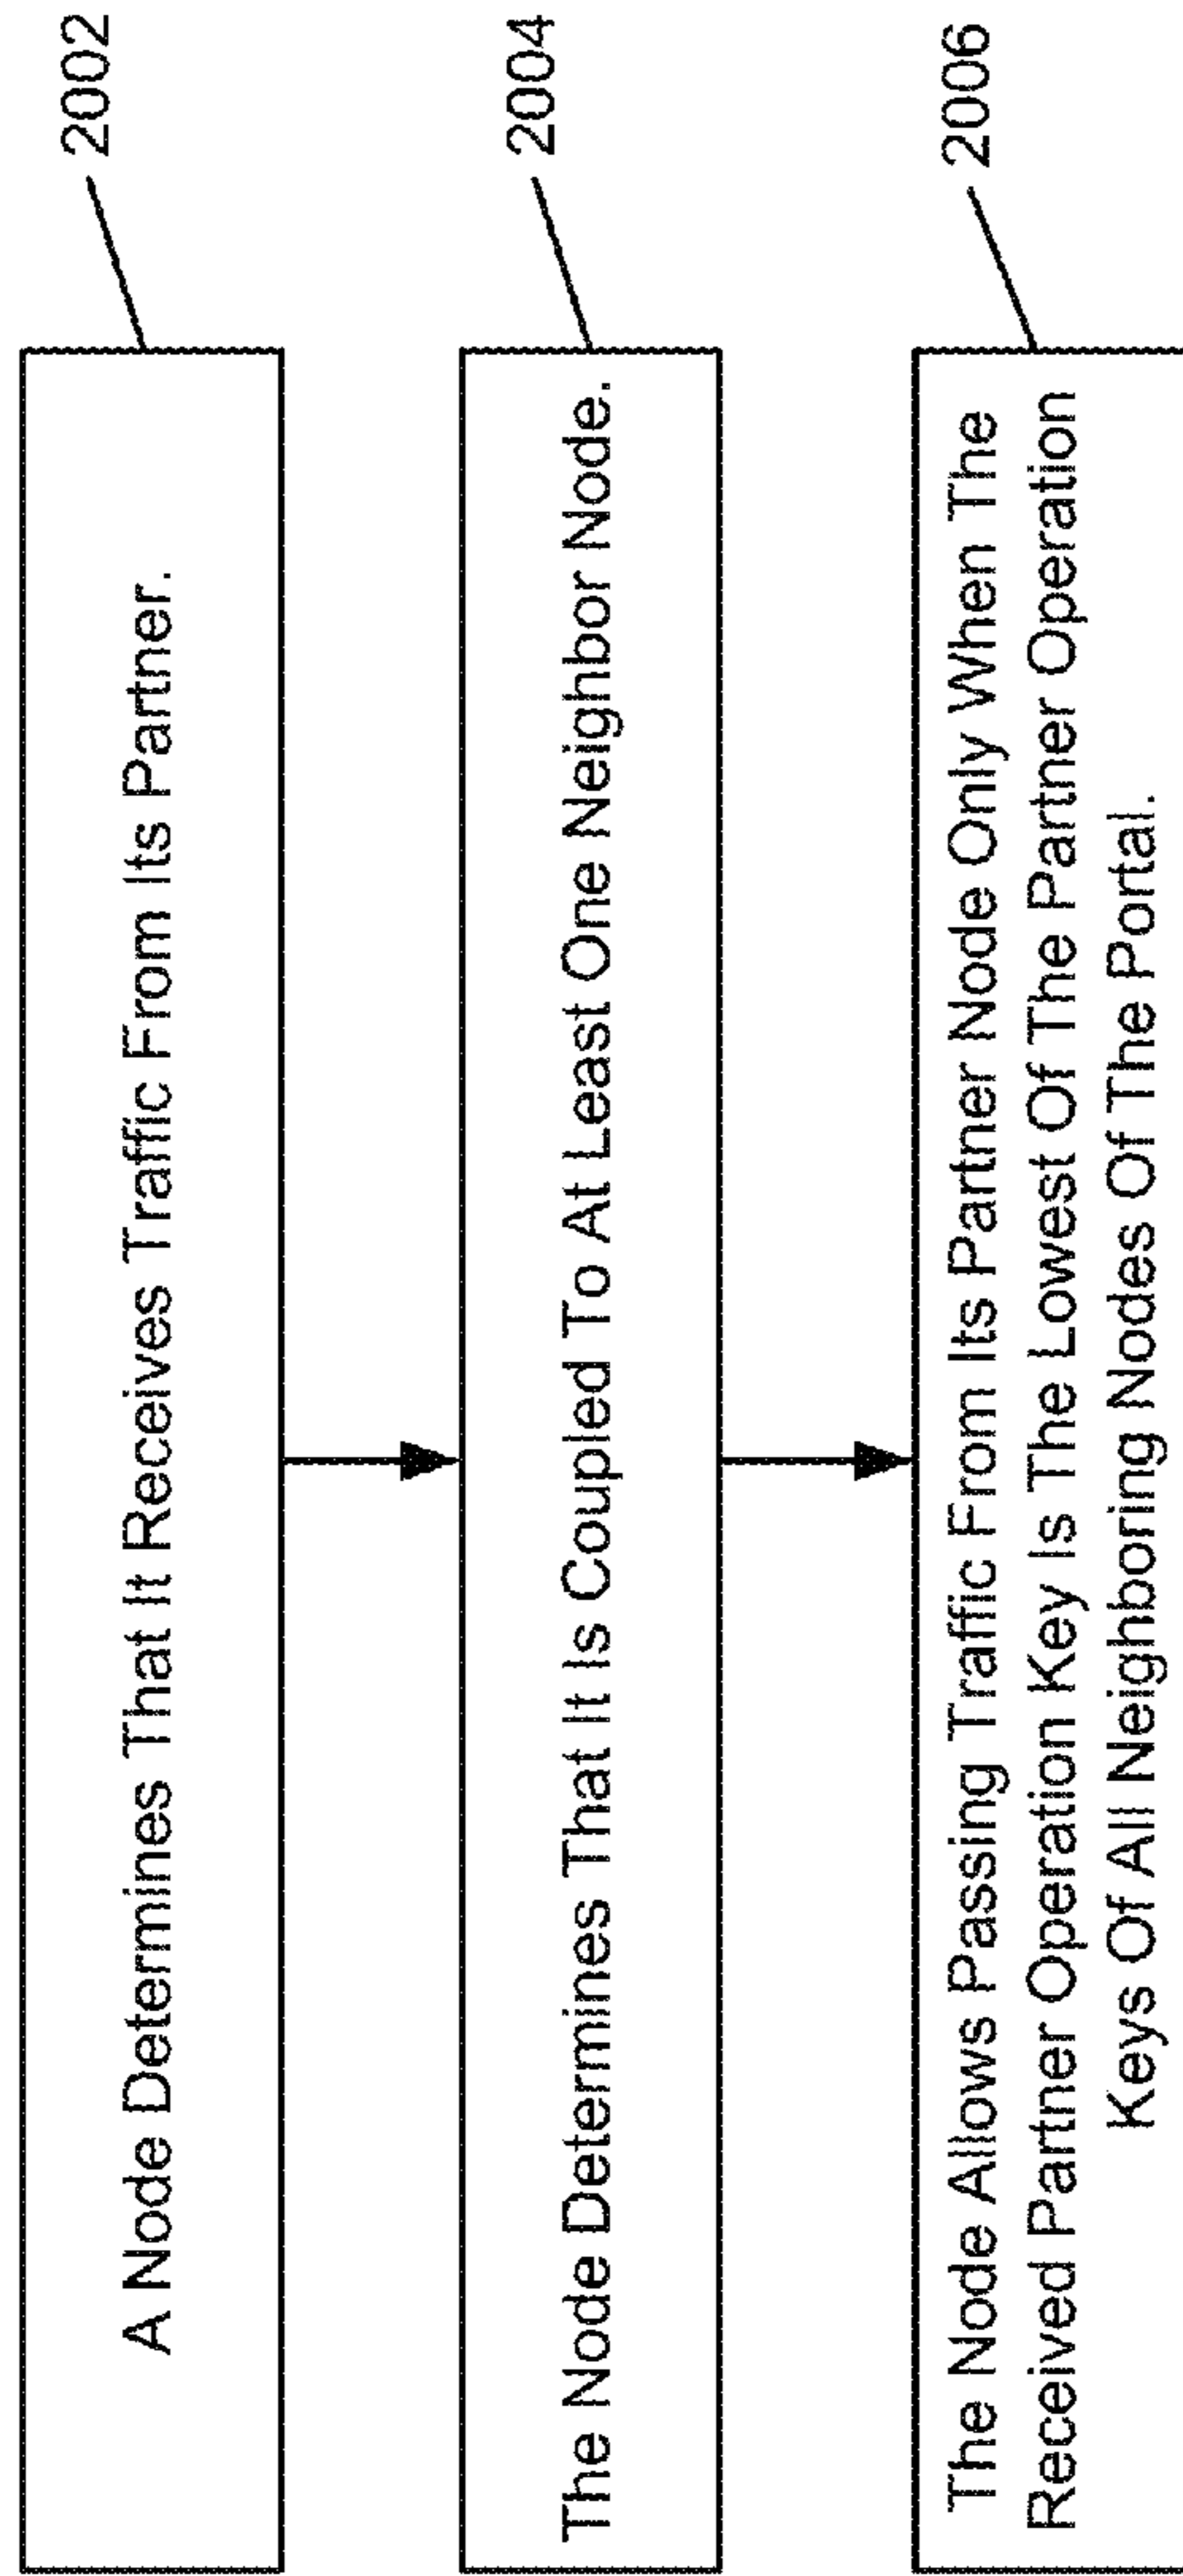 A Node Determines That It Receives Traffic From Its Partner.
2002
The Node Determines That It Is Coupled To At Least One Neighbor Node.
2004
The Node Allows Passing Traffic From Its Partner Node Only When The
Received Partner Operation Key Is The Lowest Of The Partner Operation
Keys Of All Neighboring Nodes Of The Portal.
2006